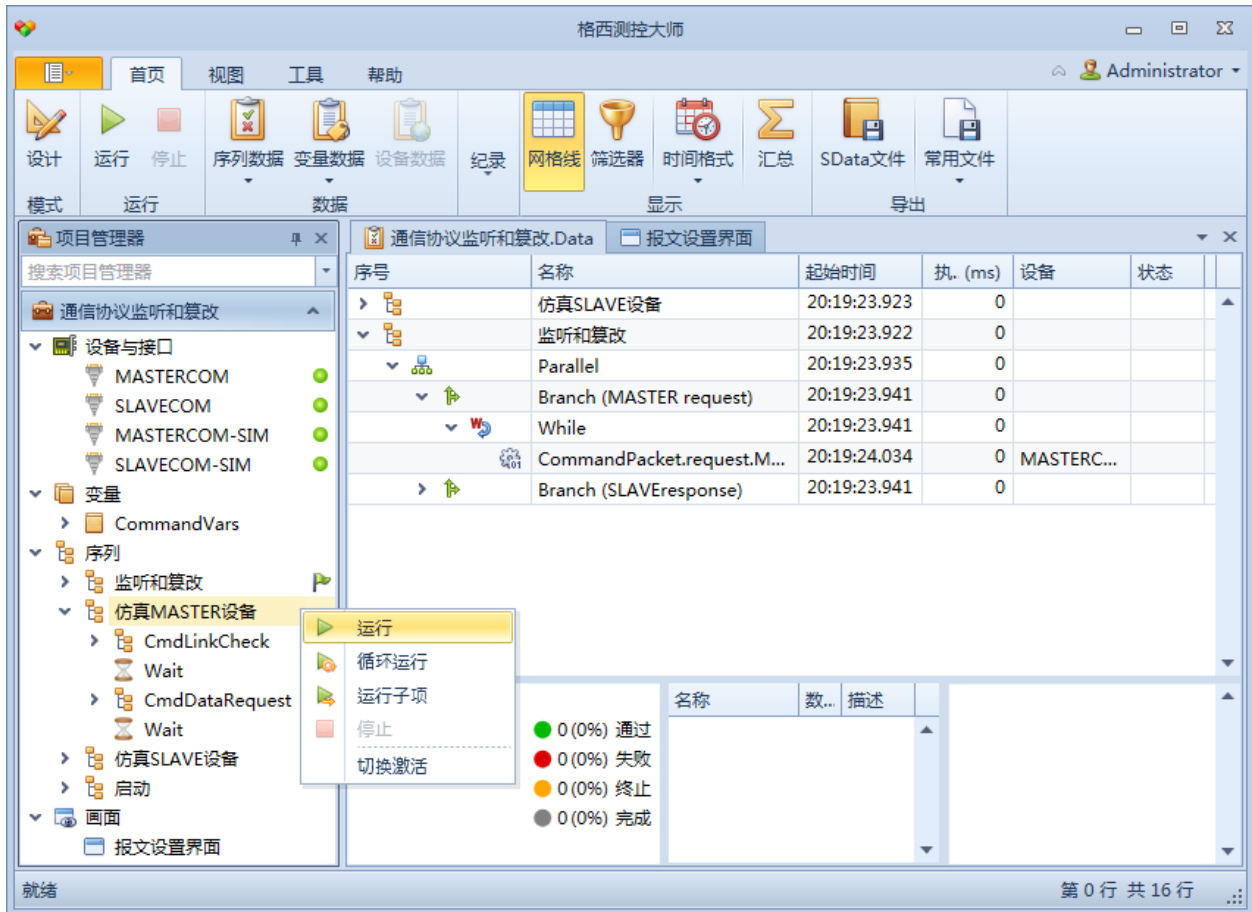 格西测控大师
首页 视图 工具 帮助 Administrator
设计 运行 停止 序列数据 变量数据 设备数据 纪录 网格线 筛选器 时间格式 汇总 SData文件 常用文件
模式 运行 数据 显示 导出
项目管理器
搜索项目管理器
通信协议监听和篡改
设备与接口
MASTERCOM
SLAVECOM
MASTERCOM-SIM
SLAVECOM-SIM
变量
CommandVars
序列
监听和篡改
仿真MASTER设备
CmdLinkCheck
Wait
CmdDataRequest
Wait
仿真SLAVE设备
启动
画面
报文设置界面
运行
循环运行
运行子项
停止
切换激活
通信协议监听和篡改.Data 报文设置界面
序号 名称 起始时间 执.. (ms) 设备 状态
仿真SLAVE设备 20:19:23.923 0
监听和篡改 20:19:23.922 0
Parallel 20:19:23.935 0
Branch (MASTER request) 20:19:23.941 0
While 20:19:23.941 0
CommandPacket.request.M... 20:19:24.034 0 MASTERC...
Branch (SLAVEresponse) 20:19:23.941 0
0 (0%) 通过
0 (0%) 失败
0 (0%) 终止
0 (0%) 完成
名称 数... 描述
就绪 第 0 行 共 16 行